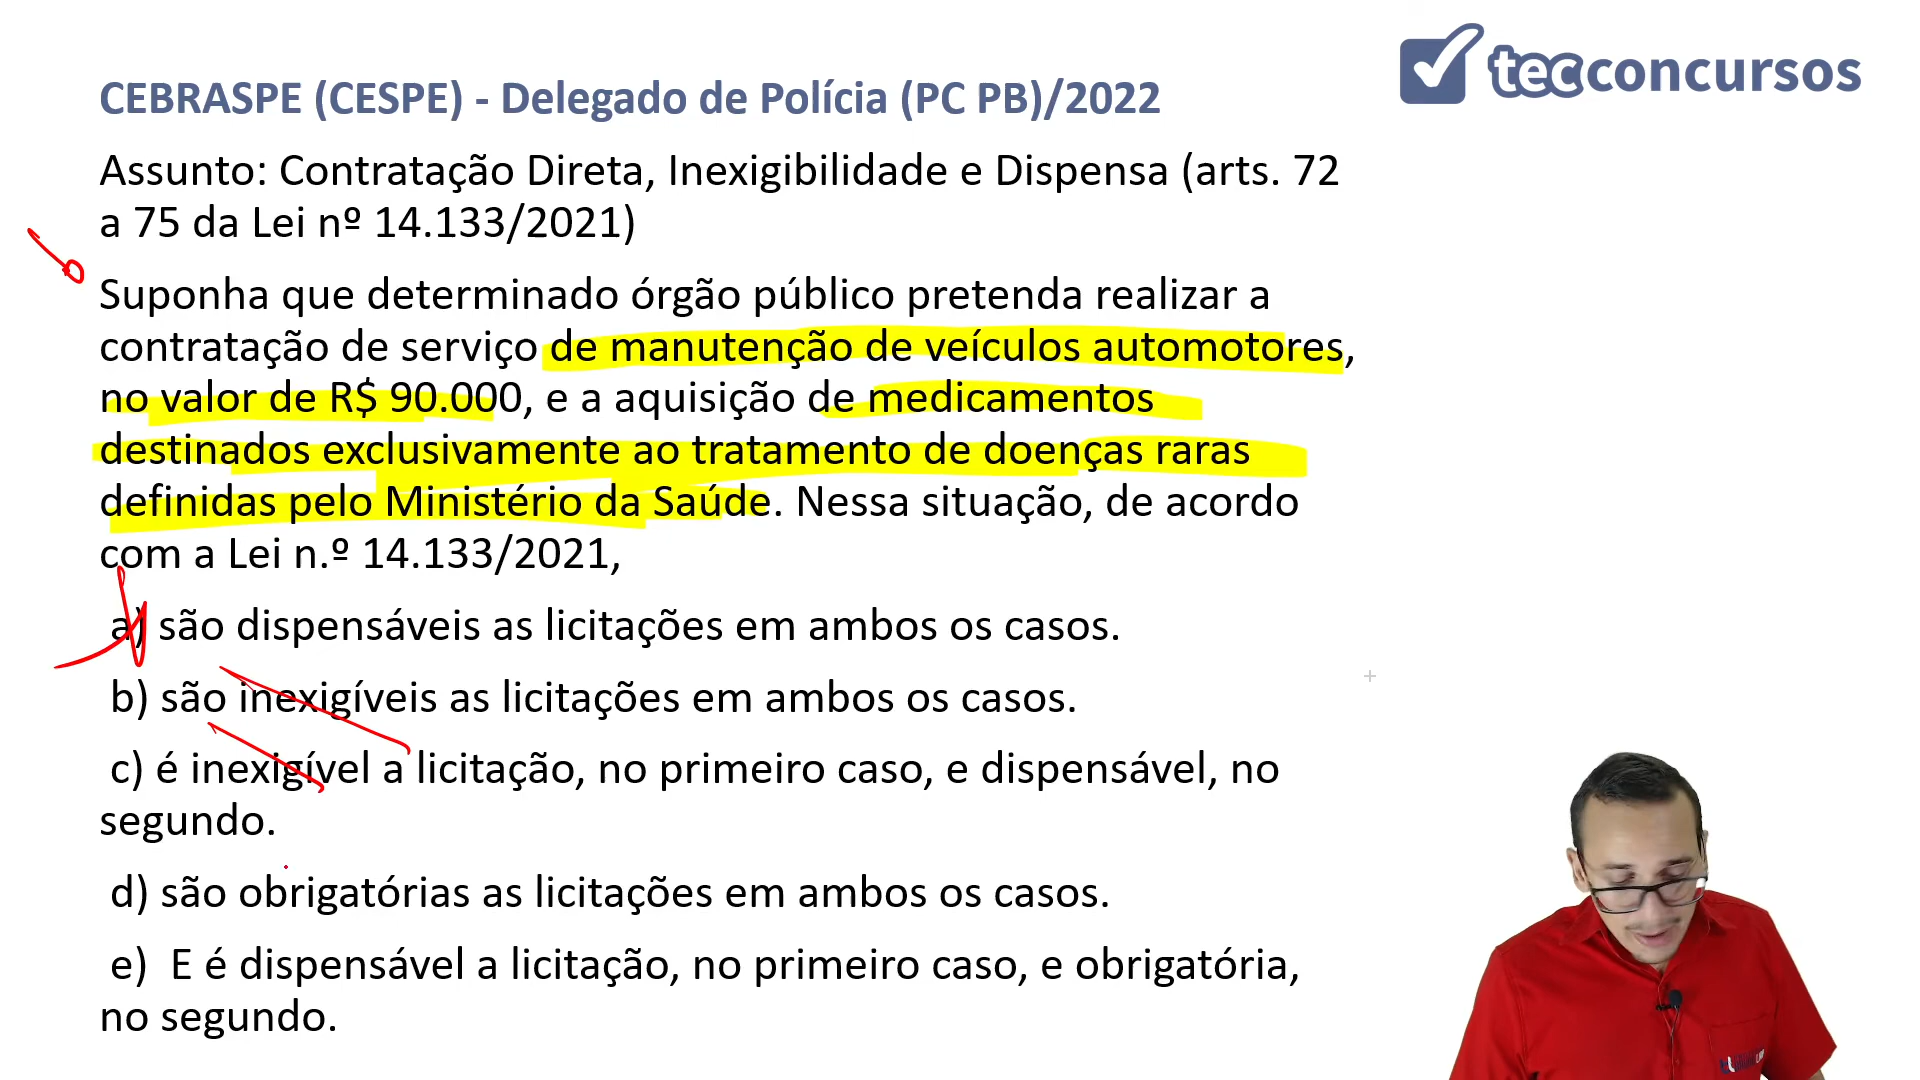 tecconcursos
CEBRASPE (CESPE) - Delegado de Polícia (PC PB)/2022
Assunto: Contratação Direta, Inexigibilidade e Dispensa (arts. 72
a 75 da Lei nº 14.133/2021)
Suponha que determinado órgão público pretenda realizar a
contratação de serviço de manutenção de veículos automotores,
no valor de R$ 90.000, e a aquisição de medicamentos
destinados exclusivamente ao tratamento de doenças raras
definidas pelo Ministério da Saúde. Nessa situação, de acordo
com a Lei n.º 14.133/2021,
a) são dispensáveis as licitações em ambos os casos.
b) são inexigíveis as licitações em ambos os casos.
c) é inexigível a licitação, no primeiro caso, e dispensável, no
segundo.
d) são obrigatórias as licitações em ambos os casos.
e)  E é dispensável a licitação, no primeiro caso, e obrigatória,
no segundo.